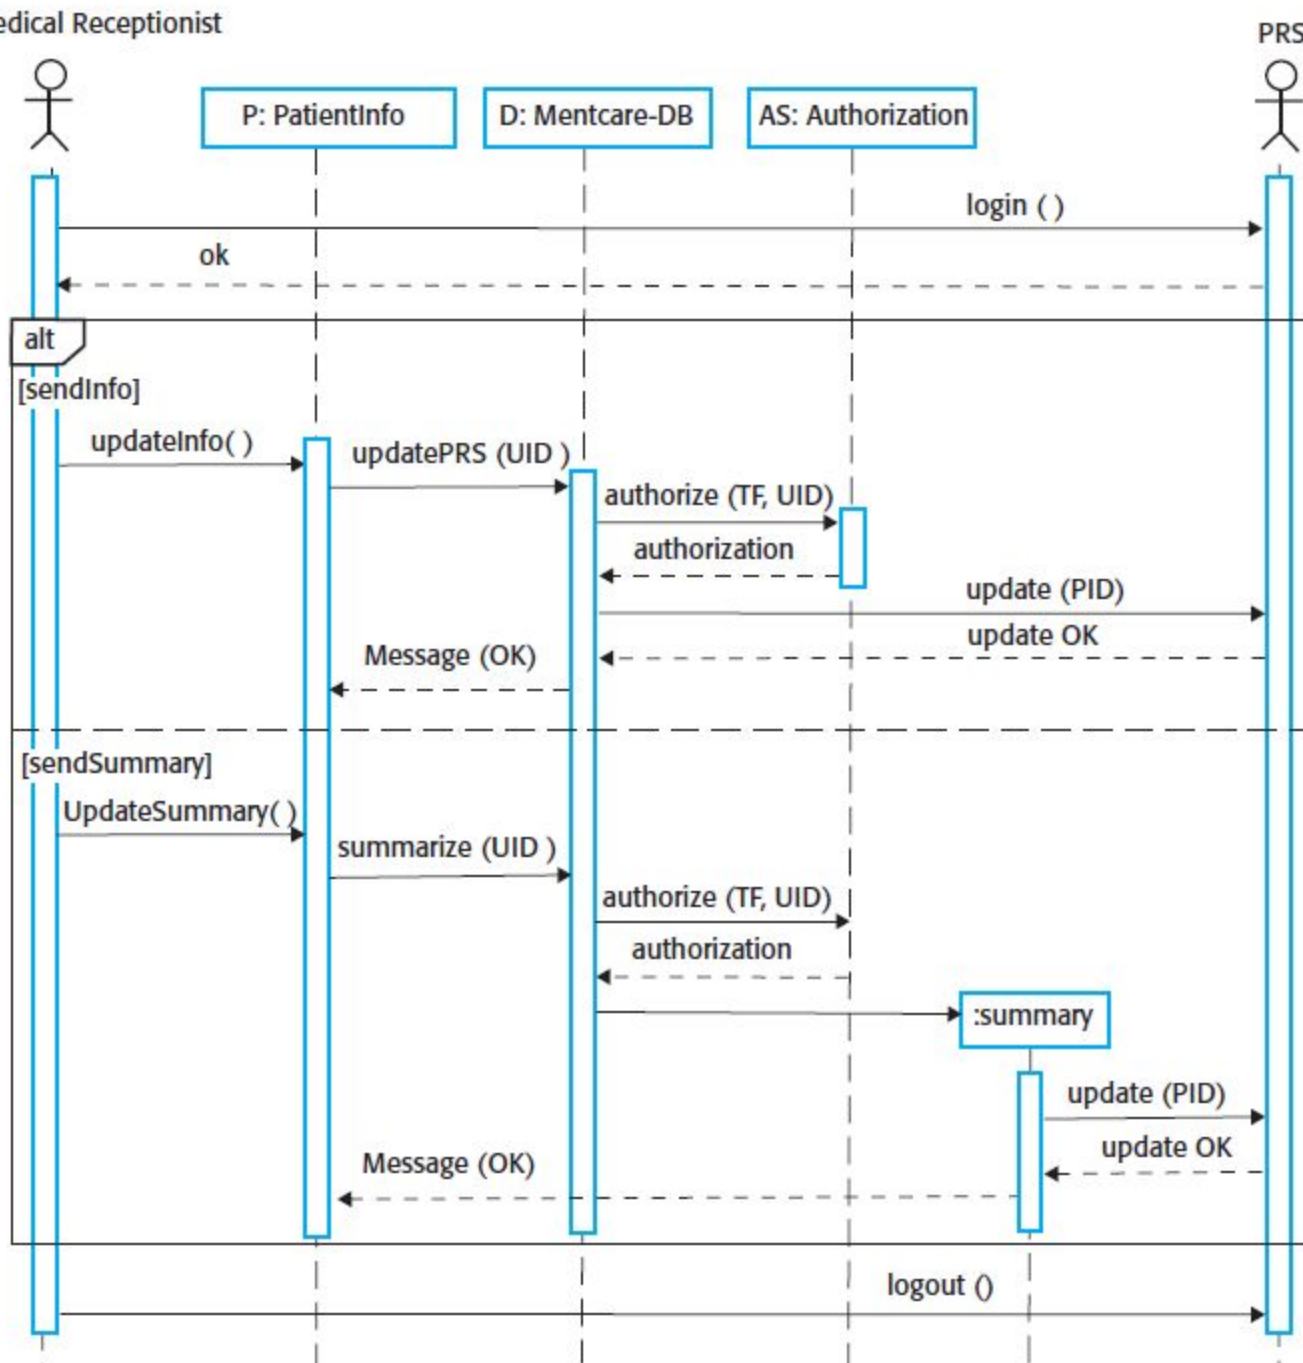 edical Receptionist
PRS
P: PatientInfo
D: Mentcare-DB
AS: Authorization
login ( )
ok
alt
[sendInfo]
updateInfo( )
updatePRS (UID )
authorize (TF, UID)
authorization
update (PID)
update OK
Message (OK)
[sendSummary]
UpdateSummary( )
summarize (UID )
authorize (TF, UID)
authorization
:summary
update (PID)
update OK
Message (OK)
logout ()